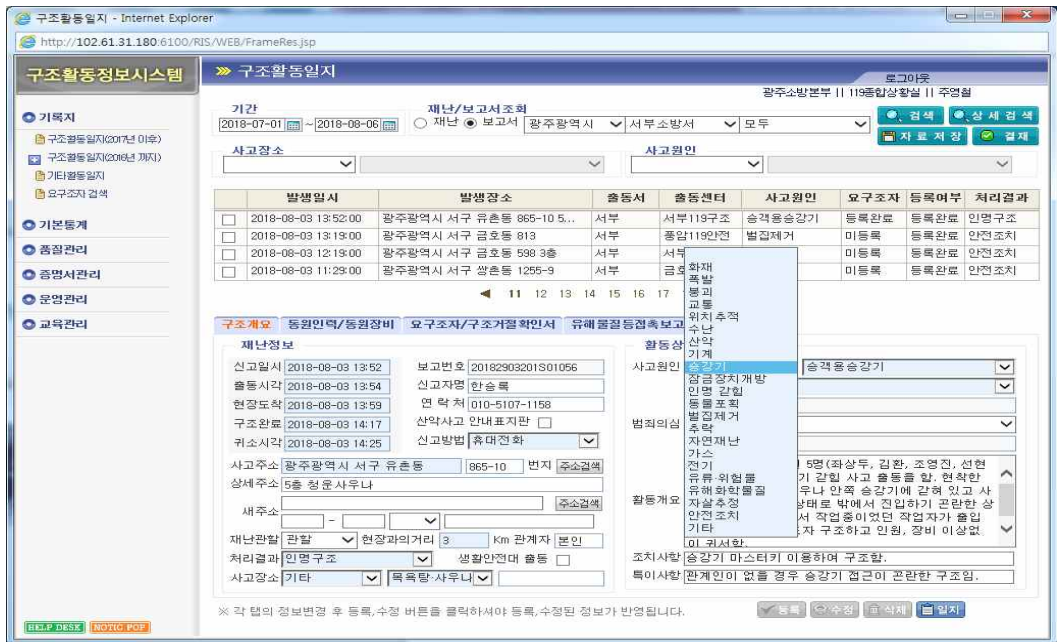 구조활동일지 - Internet Explorer
http://102.61.31.180:6100/RIS/WEB/FrameRes.jsp
구조활동정보시스템
구조활동일지
로그아웃
광주소방본부 || 119종합상황실 || 주영철
기록지
구조활동일지(2017년 이후)
구조활동일지(2016년 까지)
기타활동일지
요구조자 검색
기본통계
품질관리
증명서관리
운영관리
교육관리
HELP DESK NOTIC POP
기간 재난/보고서조회
2018-07-01 ~ 2018-08-06 재난 보고서 광주광역시 서부소방서 모두
검색 상세검색
자료저장 결재
사고장소 사고원인
발생일시 발생장소 출동서 출동센터 사고원인 요구조자 등록여부 처리결과
2018-08-03 13:52:00 광주광역시 서구 유촌동 865-10 5... 서부 서부119구조 승객용승강기 등록완료 등록완료 인명구조
2018-08-03 13:19:00 광주광역시 서구 금호동 813 서부 풍암119안전 벌집제거 미등록 등록완료 안전조치
2018-08-03 12:19:00 광주광역시 서구 금호동 598 3층 서부 서부 미등록 등록완료 안전조치
2018-08-03 11:29:00 광주광역시 서구 쌍촌동 1255-9 서부 금호 미등록 등록완료 안전조치
◀ 11 12 13 14 15 16 17
구조개요 동원인력/동원장비 요구조자/구조거절확인서 유해물질등접촉보고
재난정보
신고일시 2018-08-03 13:52 보고번호 20182903201S01056
출동시각 2018-08-03 13:54 신고자명 한승록
현장도착 2018-08-03 13:59 연락처 010-5107-1158
구조완료 2018-08-03 14:17 산악사고 안내표지판
귀소시각 2018-08-03 14:25 신고방법 휴대전화
사고주소 광주광역시 서구 유촌동 865-10 번지 주소검색
상세주소 5층 청운사우나
새주소 주소검색
-
재난관할 관할 현장과의거리 3 Km 관계자 본인
처리결과 인명구조 생활안전대 출동
사고장소 기타 목욕탕·사우나
활동상
사고원인 승객용승강기
범죄의심
화재
폭발
붕괴
교통
위치추적
수난
산악
기계
승강기
잠금장치개방
인명 갇힘
동물포획
벌집제거
추락
자연재난
가스
전기
유류·위험물
유해화학물질
자살추정
안전조치
기타
활동개요
5명(좌상두, 김환, 조영진, 선현
기 갇힘 사고 출동을 함. 현착한
우나 안쪽 승강기에 갇혀 있고 사
상태로 밖에서 진입하기 곤란한 상
서 작업중이었던 작업자가 출입
자 구조하고 인원, 장비 이상없
이 귀서함.
조치사항 승강기 마스터키 이용하여 구조함.
특이사항 관계인이 없을 경우 승강기 접근이 곤란한 구조임.
※ 각 탭의 정보변경 후 등록,수정 버튼을 클릭하셔야 등록,수정된 정보가 반영됩니다.
등록 수정 삭제 일지